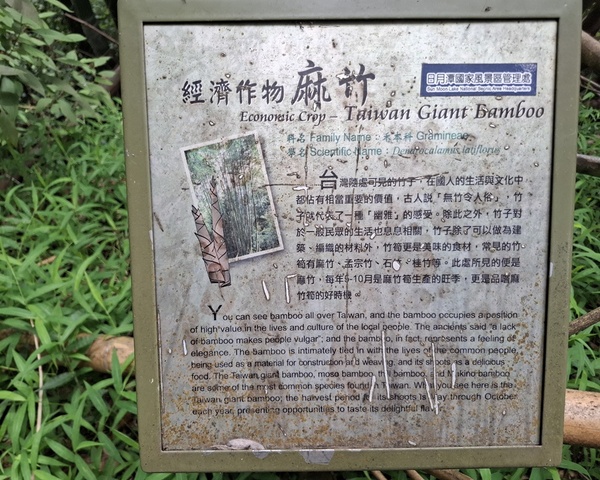 日月潭國家風景區管理處
Sun Moon Lake National Scenic Area Headquarters
經濟作物 麻竹
Economic Crop – Taiwan Giant Bamboo
科名 Family Name：禾本科 Gramineae
學名 Scientific Name：Dendrocalamus latiflorus
台灣隨處可見的竹子，在國人的生活與文化中
都佔有相當重要的價值，古人說「無竹令人俗」，竹
子就代表了一種「幽雅」的感受。除此之外，竹子對
於一般民眾的生活也息息相關，竹子除了可以做為建
築、編織的材料外，竹筍更是美味的食材，常見的竹
筍有麻竹、孟宗竹、石竹、桂竹等。此處所見的便是
麻竹，每年5-10月是麻竹筍生產的旺季，更是品嚐麻
竹筍的好時機。
You can see bamboo all over Taiwan, and the bamboo occupies a position
of high value in the lives and culture of the local people. The ancients said "a lack
of bamboo makes people vulgar"; and the bamboo, in fact, represents a feeling of
elegance. The bamboo is intimately tied in with the lives of the common people,
being used as a material for construction and weaving, and its shoots as a delicious
food. The Taiwan giant bamboo, moso bamboo, bamboo, and Makino bamboo
are some of the most common species found in Taiwan. What you see here is the
Taiwan giant bamboo; the harvest period for its shoots is May through October
each year, presenting opportunities to taste its delightful flavor.